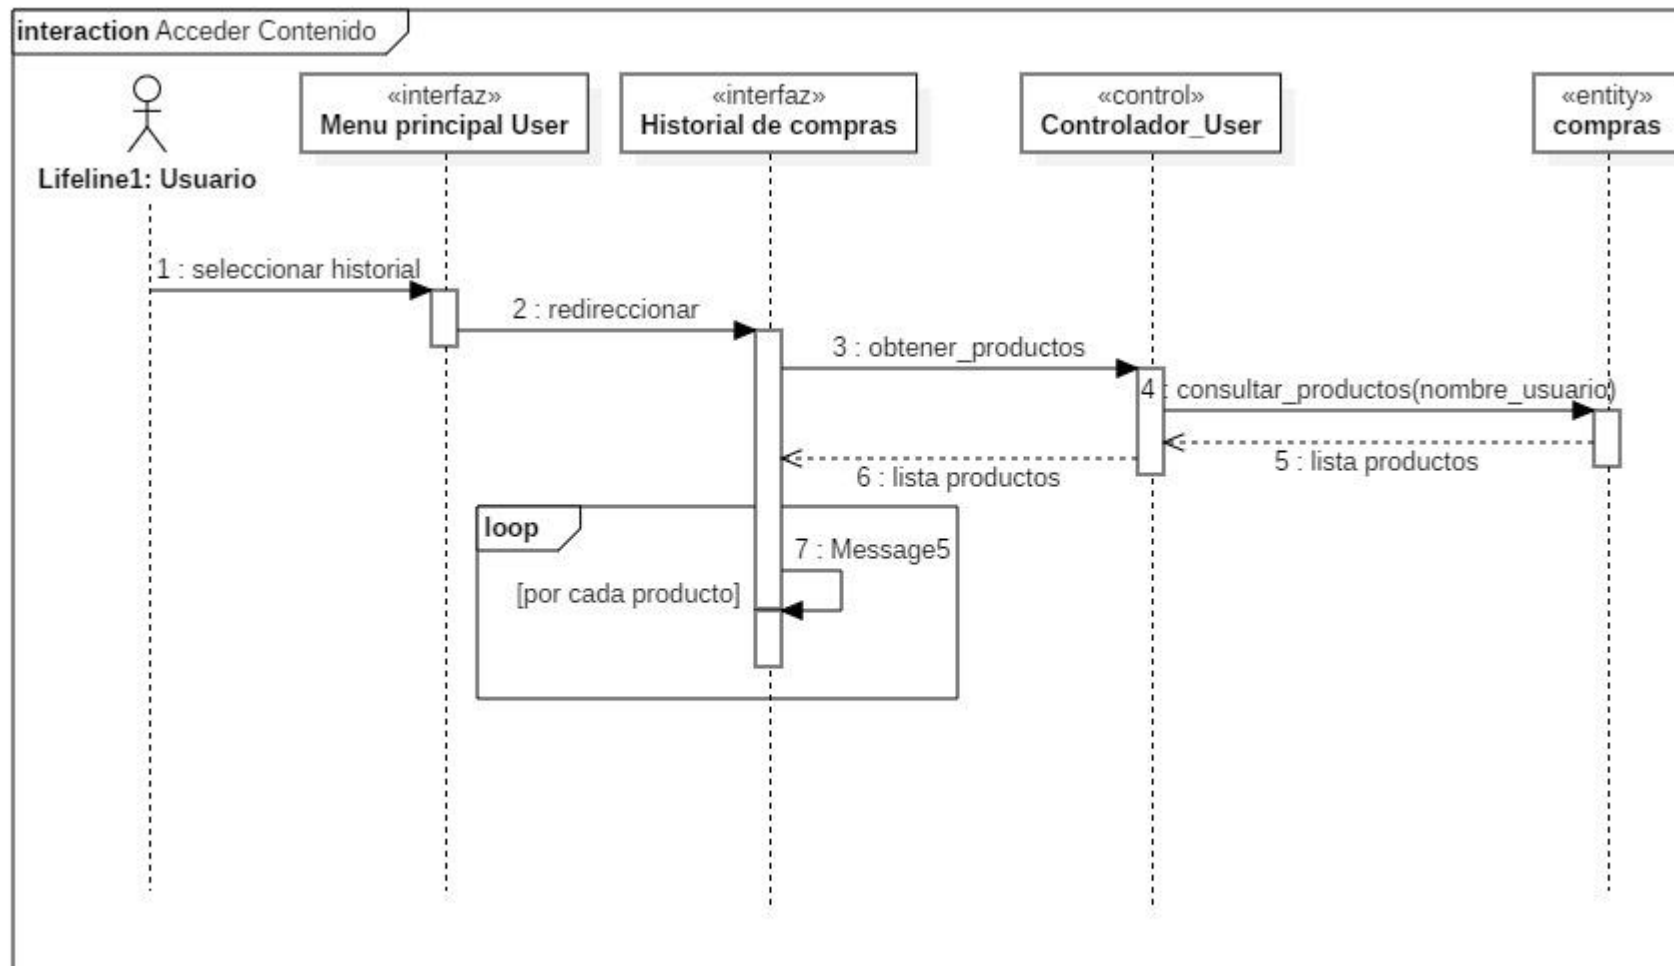 interaction Acceder Contenido
«interfaz»
Menu principal User
«interfaz»
Historial de compras
«control»
Controlador_User
«entity»
compras
Lifeline1: Usuario
1 : seleccionar historial
2 : redireccionar
3 : obtener_productos
4 : consultar_productos(nombre_usuario)
5 : lista productos
6 : lista productos
loop
7 : Message5
[por cada producto]